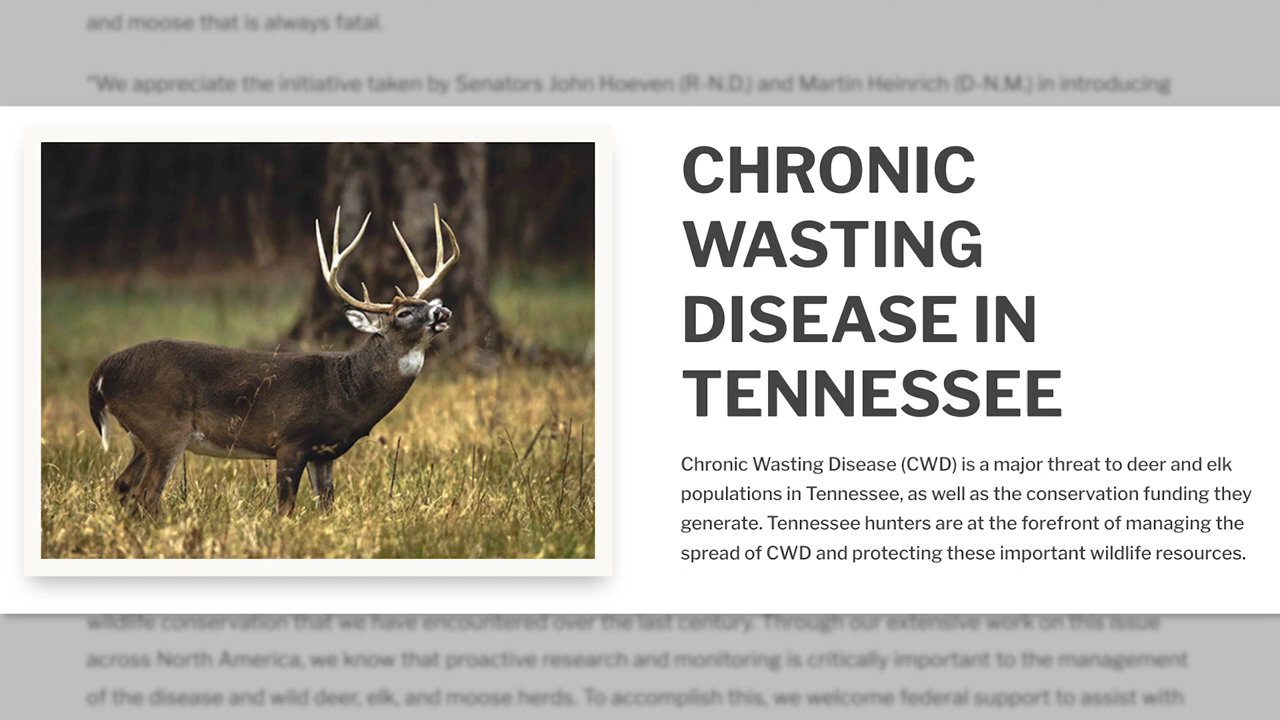 and moose that is always fatal.
“We appreciate the initiative taken by Senators John Hoeven (R-N.D.) and Martin Heinrich (D-N.M.) in introducing
CHRONIC
WASTING
DISEASE IN
TENNESSEE
Chronic Wasting Disease (CWD) is a major threat to deer and elk
populations in Tennessee, as well as the conservation funding they
generate. Tennessee hunters are at the forefront of managing the
spread of CWD and protecting these important wildlife resources.
wildlife conservation that we have encountered over the last century. Through our extensive work on this issue
across North America, we know that proactive research and monitoring is critically important to the management
of the disease and wild deer, elk, and moose herds. To accomplish this, we welcome federal support to assist with